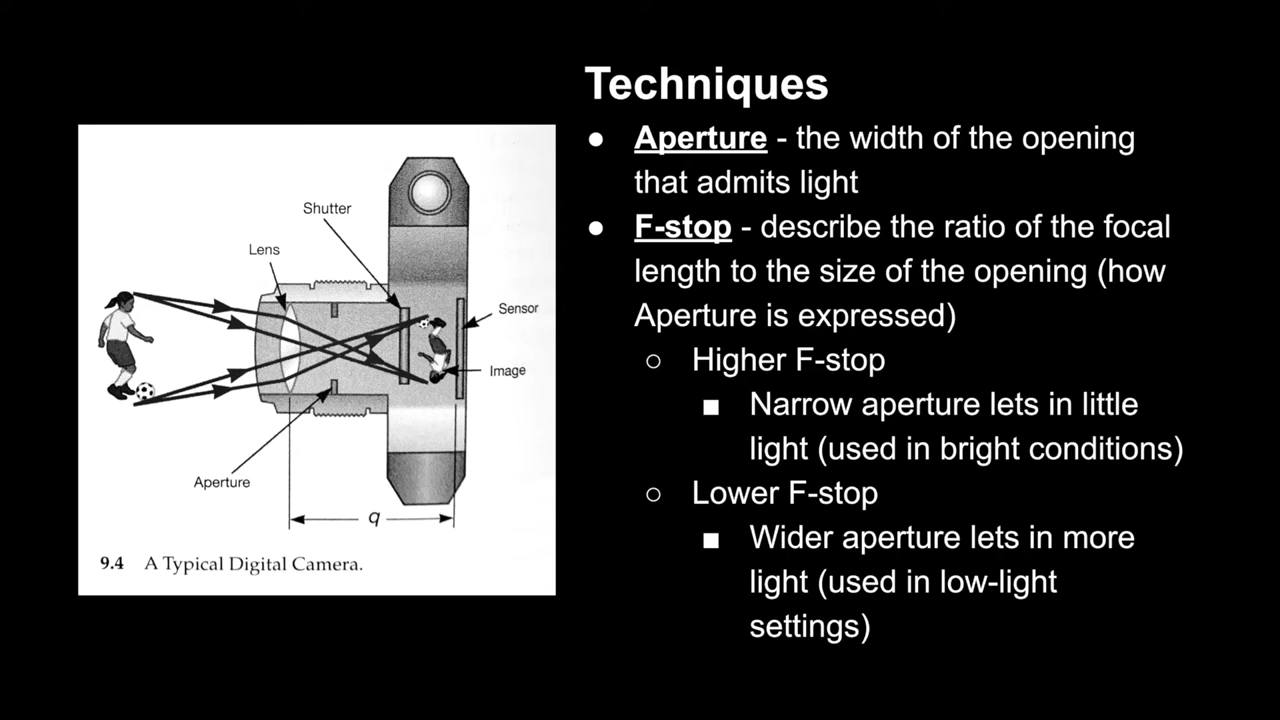 Techniques
● Aperture - the width of the opening
that admits light
● F-stop - describe the ratio of the focal
length to the size of the opening (how
Aperture is expressed)
○ Higher F-stop
■ Narrow aperture lets in little
light (used in bright conditions)
○ Lower F-stop
■ Wider aperture lets in more
light (used in low-light
settings)
Shutter
Lens
Sensor
Image
Aperture
q
9.4 A Typical Digital Camera.